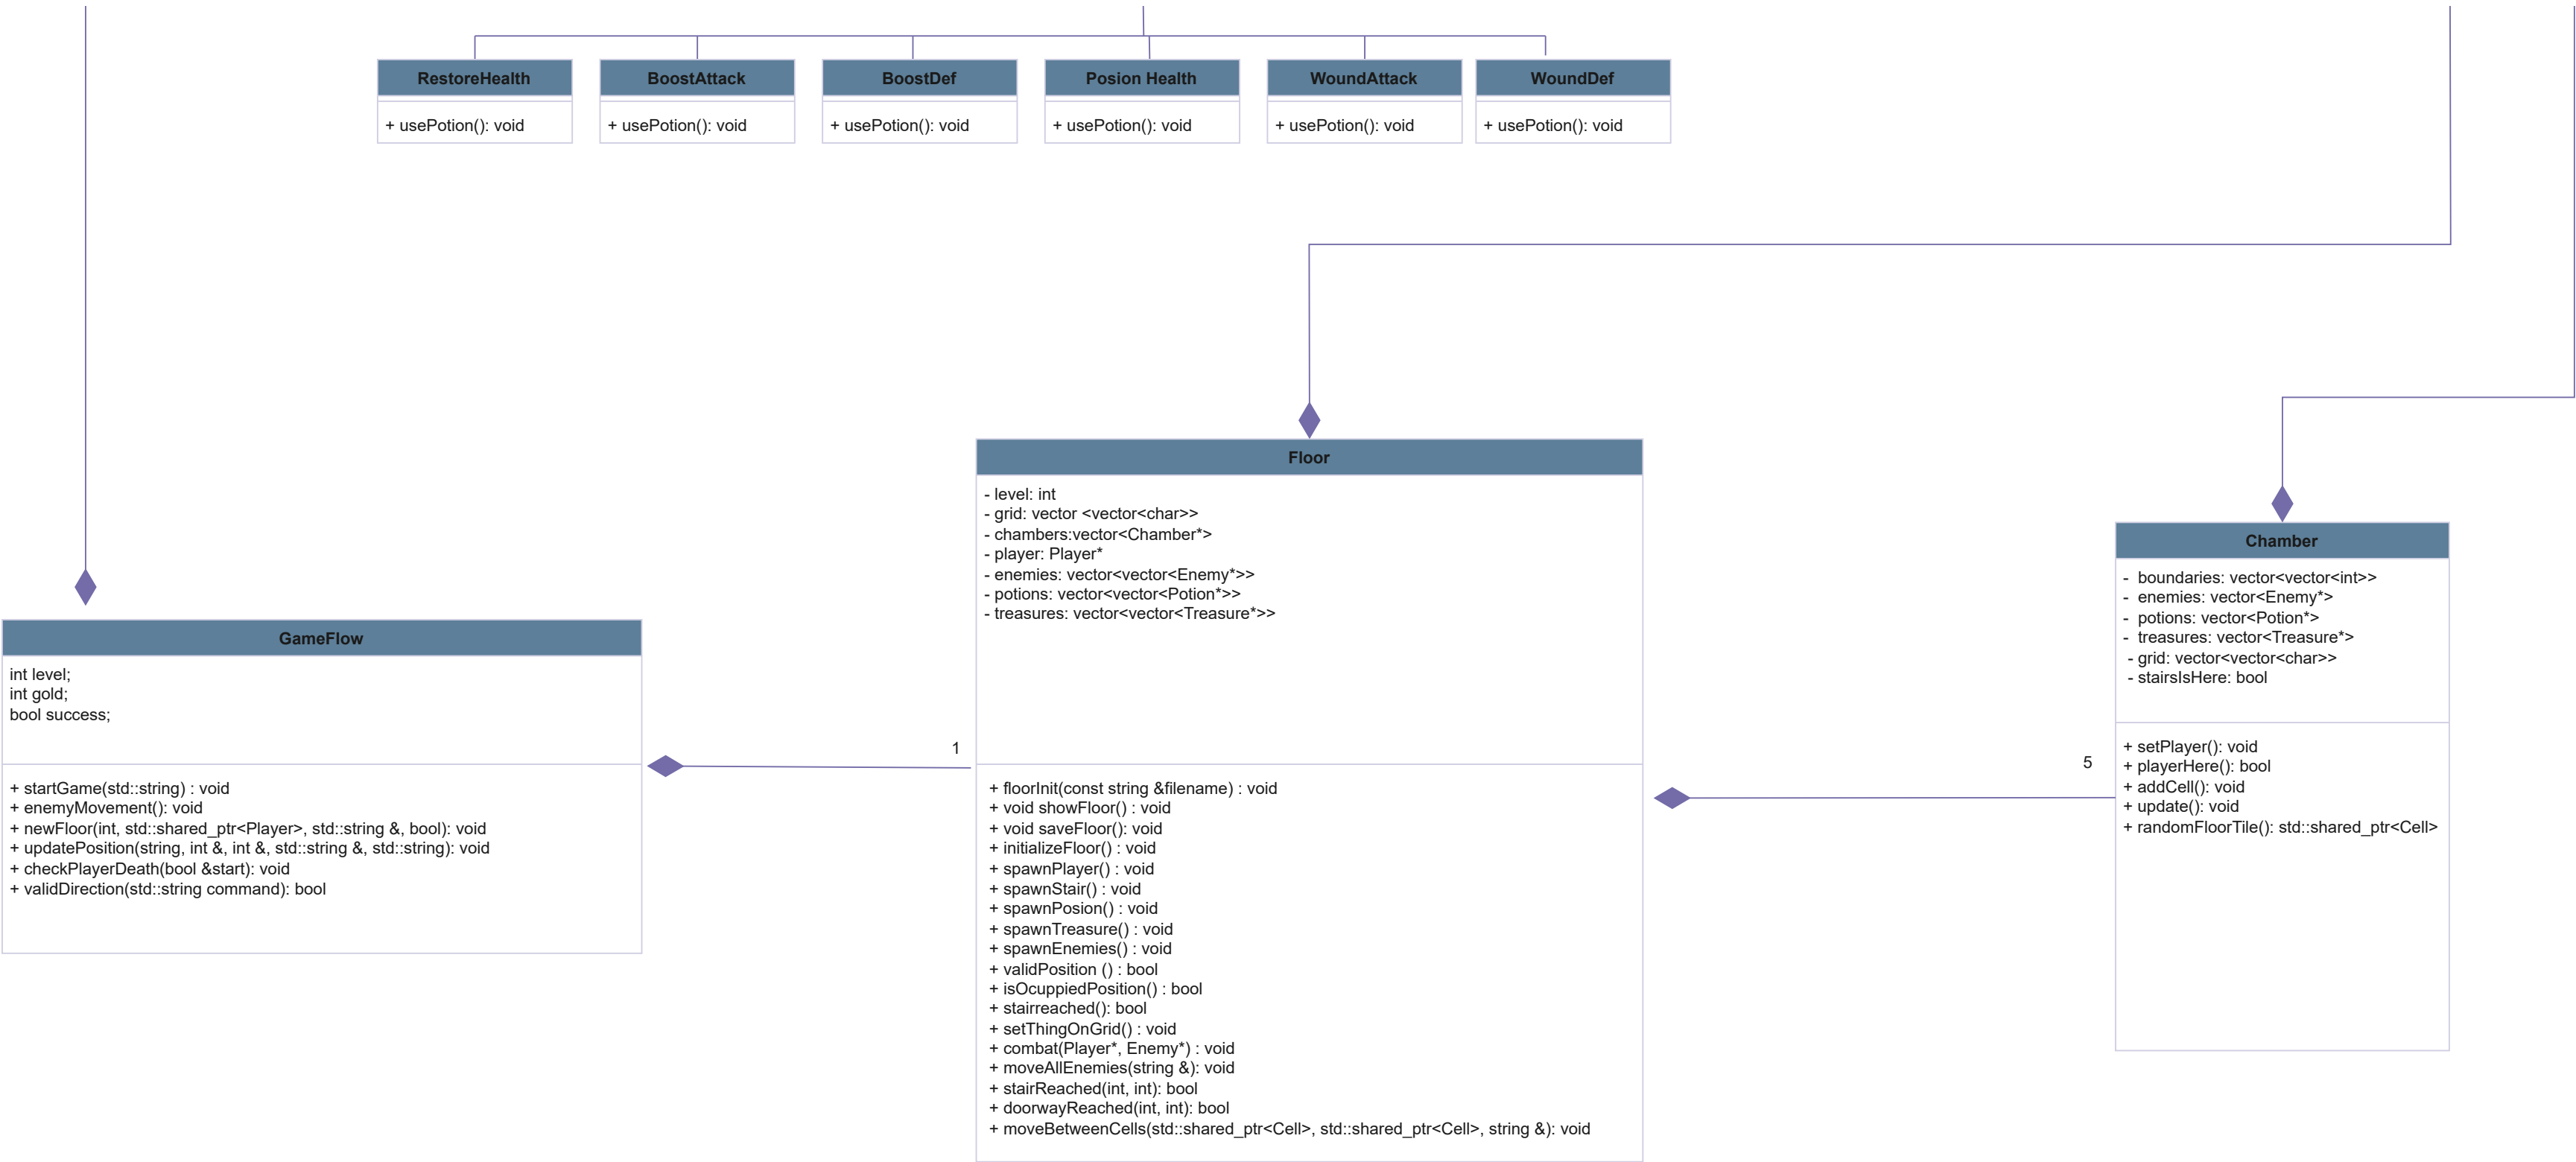 RestoreHealth
+ usePotion(): void
BoostAttack
+ usePotion(): void
BoostDef
+ usePotion(): void
Posion Health
+ usePotion(): void
WoundAttack
+ usePotion(): void
WoundDef
+ usePotion(): void
GameFlow
int level;
int gold;
bool success;
+ startGame(std::string) : void
+ enemyMovement(): void
+ newFloor(int, std::shared_ptr<Player>, std::string &, bool): void
+ updatePosition(string, int &, int &, std::string &, std::string): void
+ checkPlayerDeath(bool &start): void
+ validDirection(std::string command): bool
1
Floor
- level: int
- grid: vector <vector<char>>
- chambers:vector<Chamber*>
- player: Player*
- enemies: vector<vector<Enemy*>>
- potions: vector<vector<Potion*>>
- treasures: vector<vector<Treasure*>>
+ floorInit(const string &filename) : void
+ void showFloor() : void
+ void saveFloor(): void
+ initializeFloor() : void
+ spawnPlayer() : void
+ spawnStair() : void
+ spawnPosion() : void
+ spawnTreasure() : void
+ spawnEnemies() : void
+ validPosition () : bool
+ isOcuppiedPosition() : bool
+ stairreached(): bool
+ setThingOnGrid() : void
+ combat(Player*, Enemy*) : void
+ moveAllEnemies(string &): void
+ stairReached(int, int): bool
+ doorwayReached(int, int): bool
+ moveBetweenCells(std::shared_ptr<Cell>, std::shared_ptr<Cell>, string &): void
5
Chamber
- boundaries: vector<vector<int>>
- enemies: vector<Enemy*>
- potions: vector<Potion*>
- treasures: vector<Treasure*>
- grid: vector<vector<char>>
- stairsIsHere: bool
+ setPlayer(): void
+ playerHere(): bool
+ addCell(): void
+ update(): void
+ randomFloorTile(): std::shared_ptr<Cell>